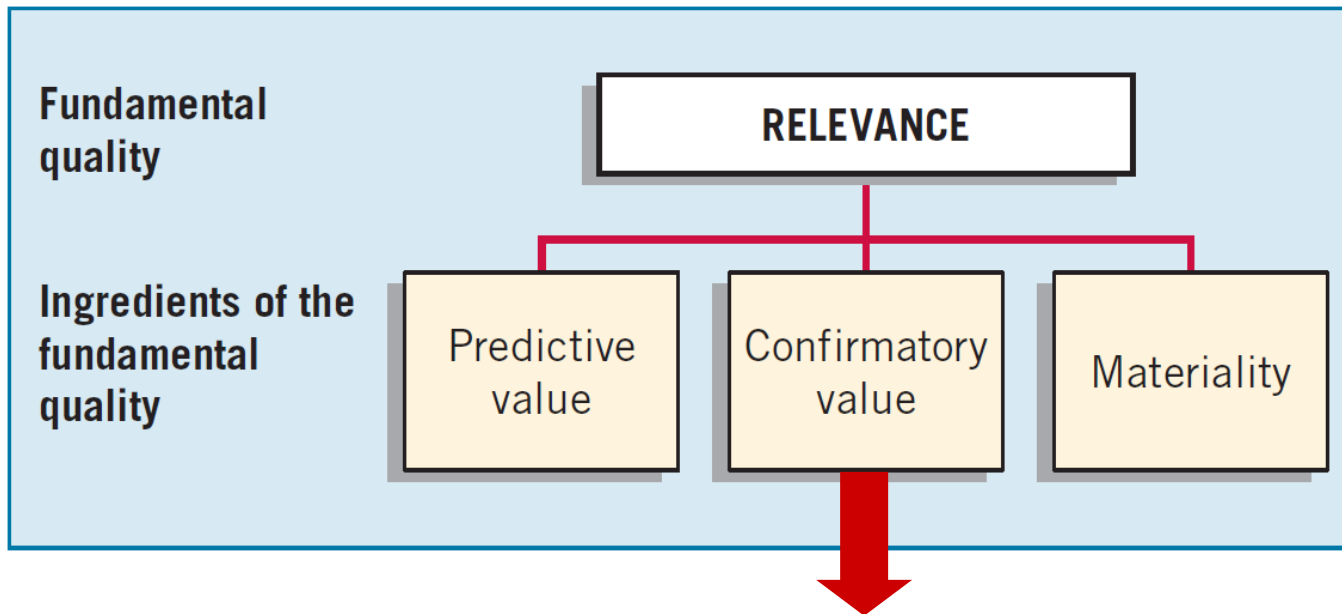 Fundamental
quality
RELEVANCE
Ingredients of the
fundamental
quality
Predictive
value
Confirmatory
value
Materiality